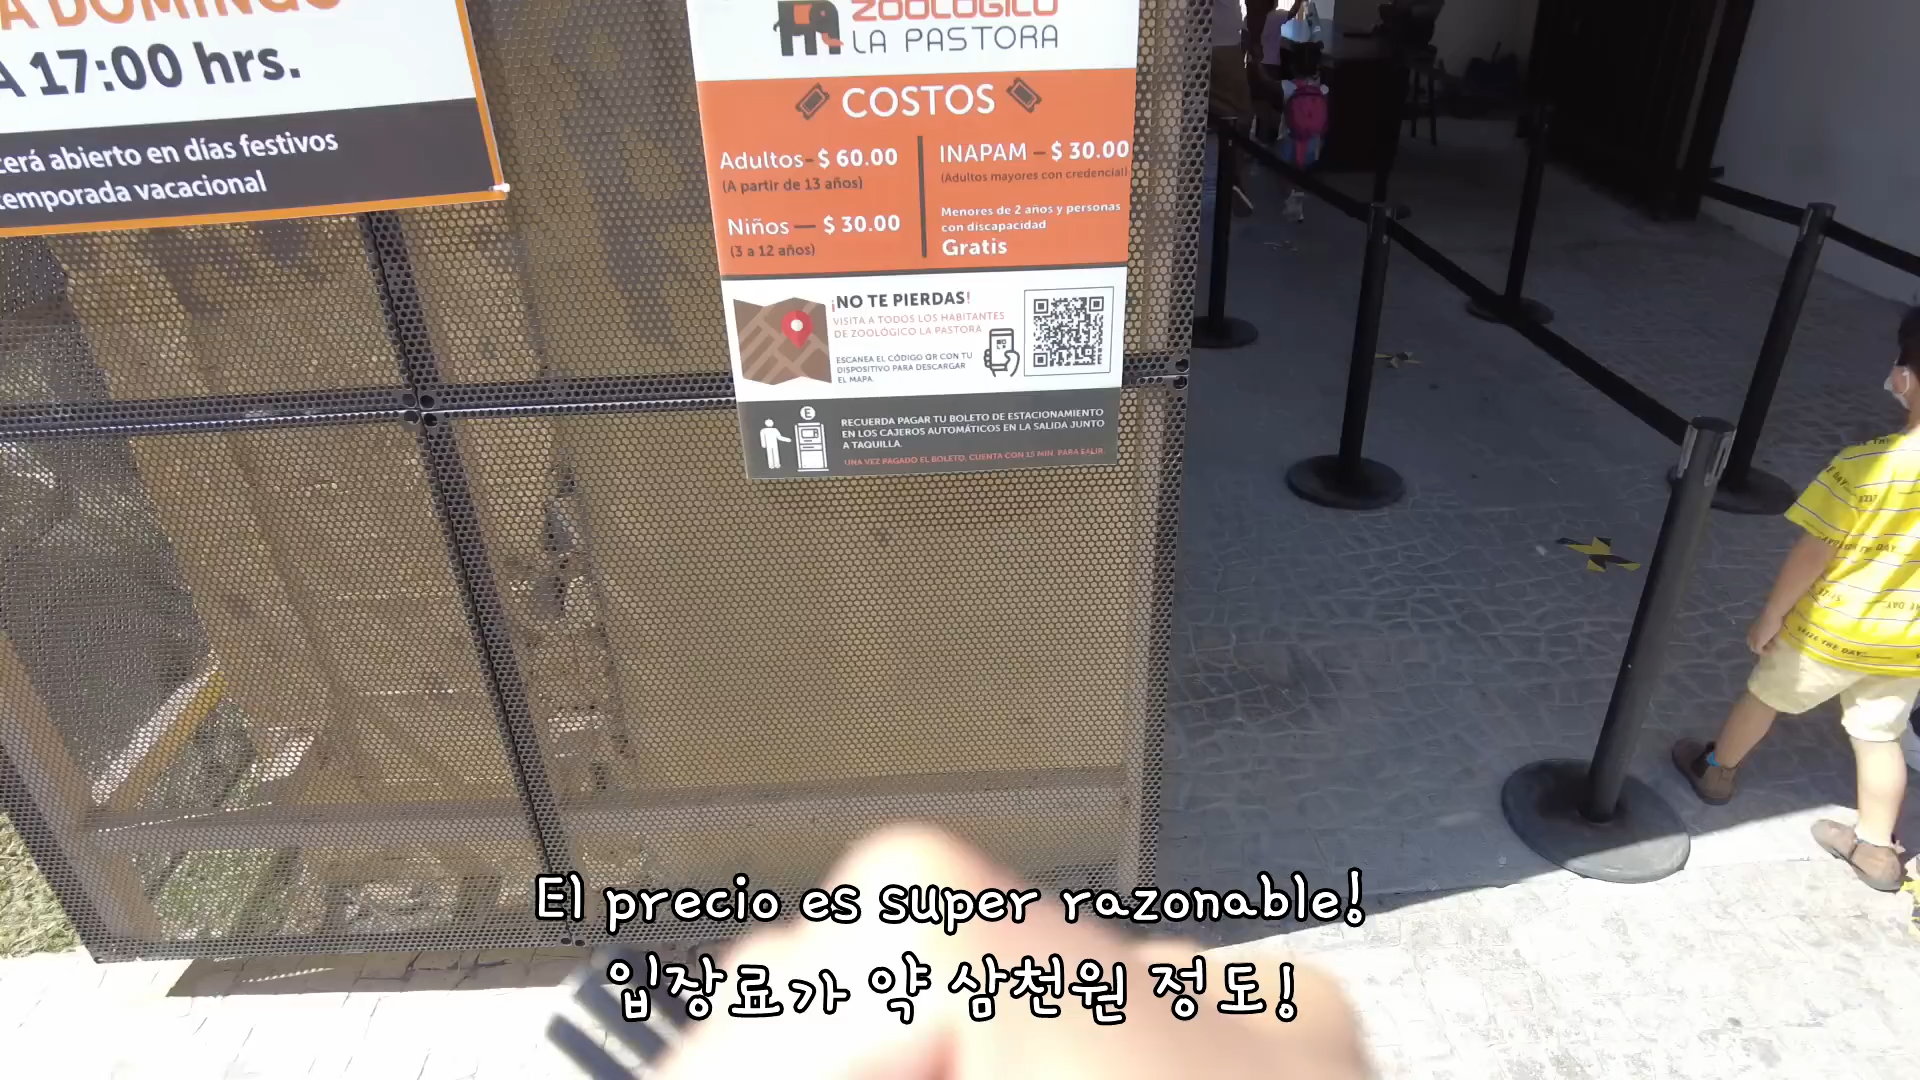 A DOMINGO
A 17:00 hrs.
cerá abierto en días festivos
temporada vacacional
ZOOLÓGICO
LA PASTORA
COSTOS
Adultos-$ 60.00
(A partir de 13 años)
Niños — $ 30.00
(3 a 12 años)
INAPAM — $ 30.00
(Adultos mayores con credencial)
Menores de 2 años y personas
con discapacidad
Gratis
¡NO TE PIERDAS!
VISITA A TODOS LOS HABITANTES
DE ZOOLÓGICO LA PASTORA
ESCANEA EL CÓDIGO QR CON TU
DISPOSITIVO PARA DESCARGAR
EL MAPA.
E
RECUERDA PAGAR TU BOLETO DE ESTACIONAMIENTO
EN LOS CAJEROS AUTOMÁTICOS EN LA SALIDA JUNTO
A TAQUILLA.
UNA VEZ PAGADO EL BOLETO, CUENTA CON 15 MIN. PARA SALIR.
El precio es super razonable!
입장료가 약 삼천원 정도!